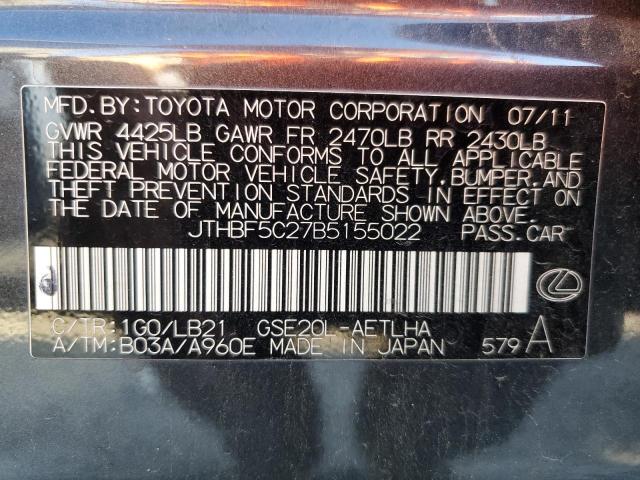 MFD. BY: TOYOTA MOTOR CORPORATION 07/11
GVWR 4425LB GAWR FR 2470LB RR 2430LB
THIS VEHICLE CONFORMS TO ALL APPLICABLE
FEDERAL MOTOR VEHICLE SAFETY, BUMPER, AND
THEFT PREVENTION STANDARDS IN EFFECT ON
THE DATE OF MANUFACTURE SHOWN ABOVE.
JTHBF5C27B5155022 PASS.CAR
C/TR:1G0/LB21 GSE20L-AETLHA
A/TM:B03A/A960E MADE IN JAPAN 579 A